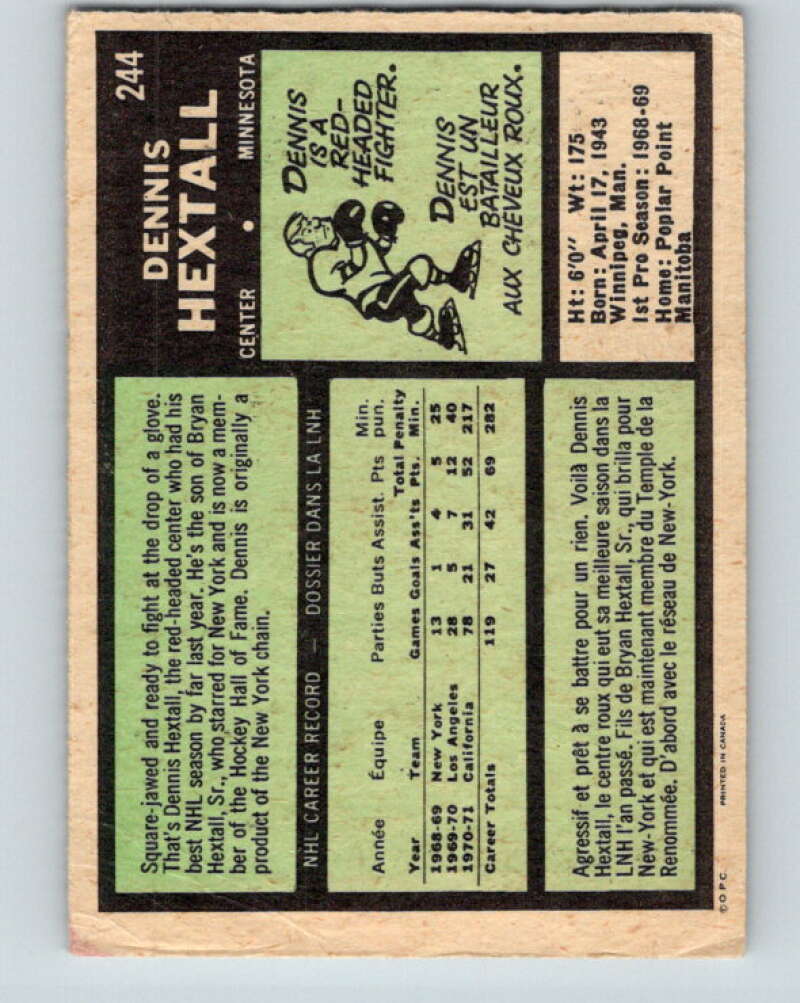 244
DENNIS
HEXTALL
CENTER • MINNESOTA
DENNIS
IS A
RED-
HEADED
FIGHTER.
DENNIS
EST UN
BATAILLEUR
AUX CHEVEUX ROUX.
Ht: 6'0" Wt: 175
Born: April 17, 1943
Winnipeg, Man.
1st Pro Season: 1968-69
Home: Poplar Point
Manitoba
Square-jawed and ready to fight at the drop of a glove.
That's Dennis Hextall, the red-headed center who had his
best NHL season by far last year. He's the son of Bryan
Hextall, Sr., who starred for New York and is now a mem-
ber of the Hockey Hall of Fame. Dennis is originally a
product of the New York chain.
NHL CAREER RECORD — DOSSIER DANS LA LNH
Année Équipe Parties Buts Assist. Pts Min. pun.
Year Team Games Goals Ass'ts Total Pts. Penalty Min.
1968-69 New York 13 1 4 5 25
1969-70 Los Angeles 28 5 7 12 40
1970-71 California 78 21 31 52 217
Career Totals 119 27 42 69 282
Agressif et prêt à se battre pour un rien. Voilà Dennis
Hextall, le centre roux qui eut sa meilleure saison dans la
LNH l'an passé. Fils de Bryan Hextall, Sr., qui brilla pour
New-York et qui est maintenant membre du Temple de la
Renommée. D'abord avec le réseau de New-York.
© O.P.C. PRINTED IN CANADA